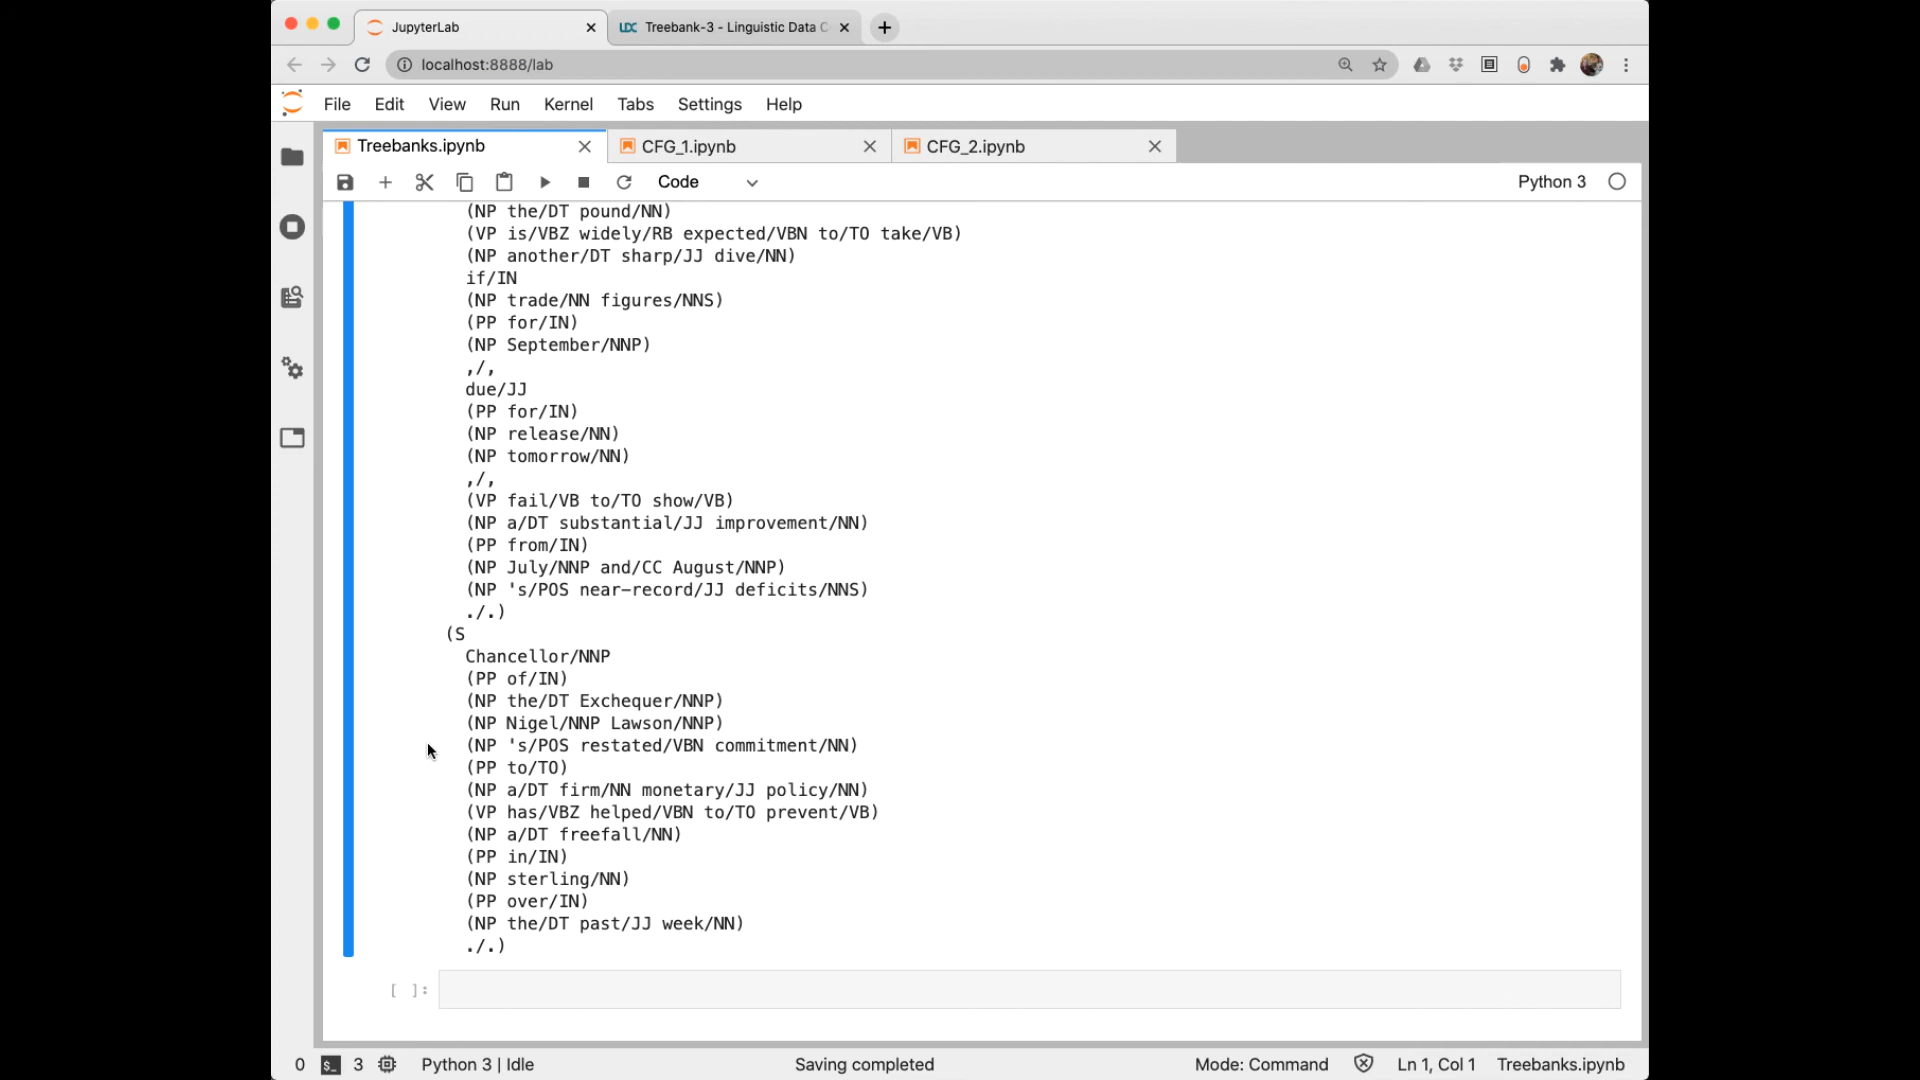 JupyterLab
UDC Treebank-3 - Linguistic Data C
localhost:8888/lab
File Edit View Run Kernel Tabs Settings Help
Treebanks.ipynb CFG_1.ipynb CFG_2.ipynb
Code Python 3
(NP the/DT pound/NN)
(VP is/VBZ widely/RB expected/VBN to/TO take/VB)
(NP another/DT sharp/JJ dive/NN)
if/IN
(NP trade/NN figures/NNS)
(PP for/IN)
(NP September/NNP)
,/,
due/JJ
(PP for/IN)
(NP release/NN)
(NP tomorrow/NN)
,/,
(VP fail/VB to/TO show/VB)
(NP a/DT substantial/JJ improvement/NN)
(PP from/IN)
(NP July/NNP and/CC August/NNP)
(NP 's/POS near-record/JJ deficits/NNS)
./.)
(S
Chancellor/NNP
(PP of/IN)
(NP the/DT Exchequer/NNP)
(NP Nigel/NNP Lawson/NNP)
(NP 's/POS restated/VBN commitment/NN)
(PP to/TO)
(NP a/DT firm/NN monetary/JJ policy/NN)
(VP has/VBZ helped/VBN to/TO prevent/VB)
(NP a/DT freefall/NN)
(PP in/IN)
(NP sterling/NN)
(PP over/IN)
(NP the/DT past/JJ week/NN)
./.)
[ ]:
0 $_ 3 Python 3 | Idle Saving completed Mode: Command Ln 1, Col 1 Treebanks.ipynb